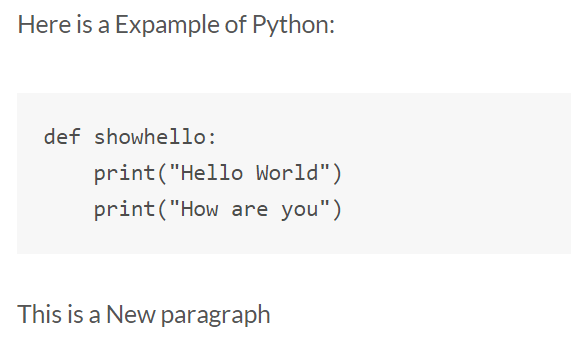 Here is a Expample of Python:
def showhello:
    print("Hello World")
    print("How are you")
This is a New paragraph